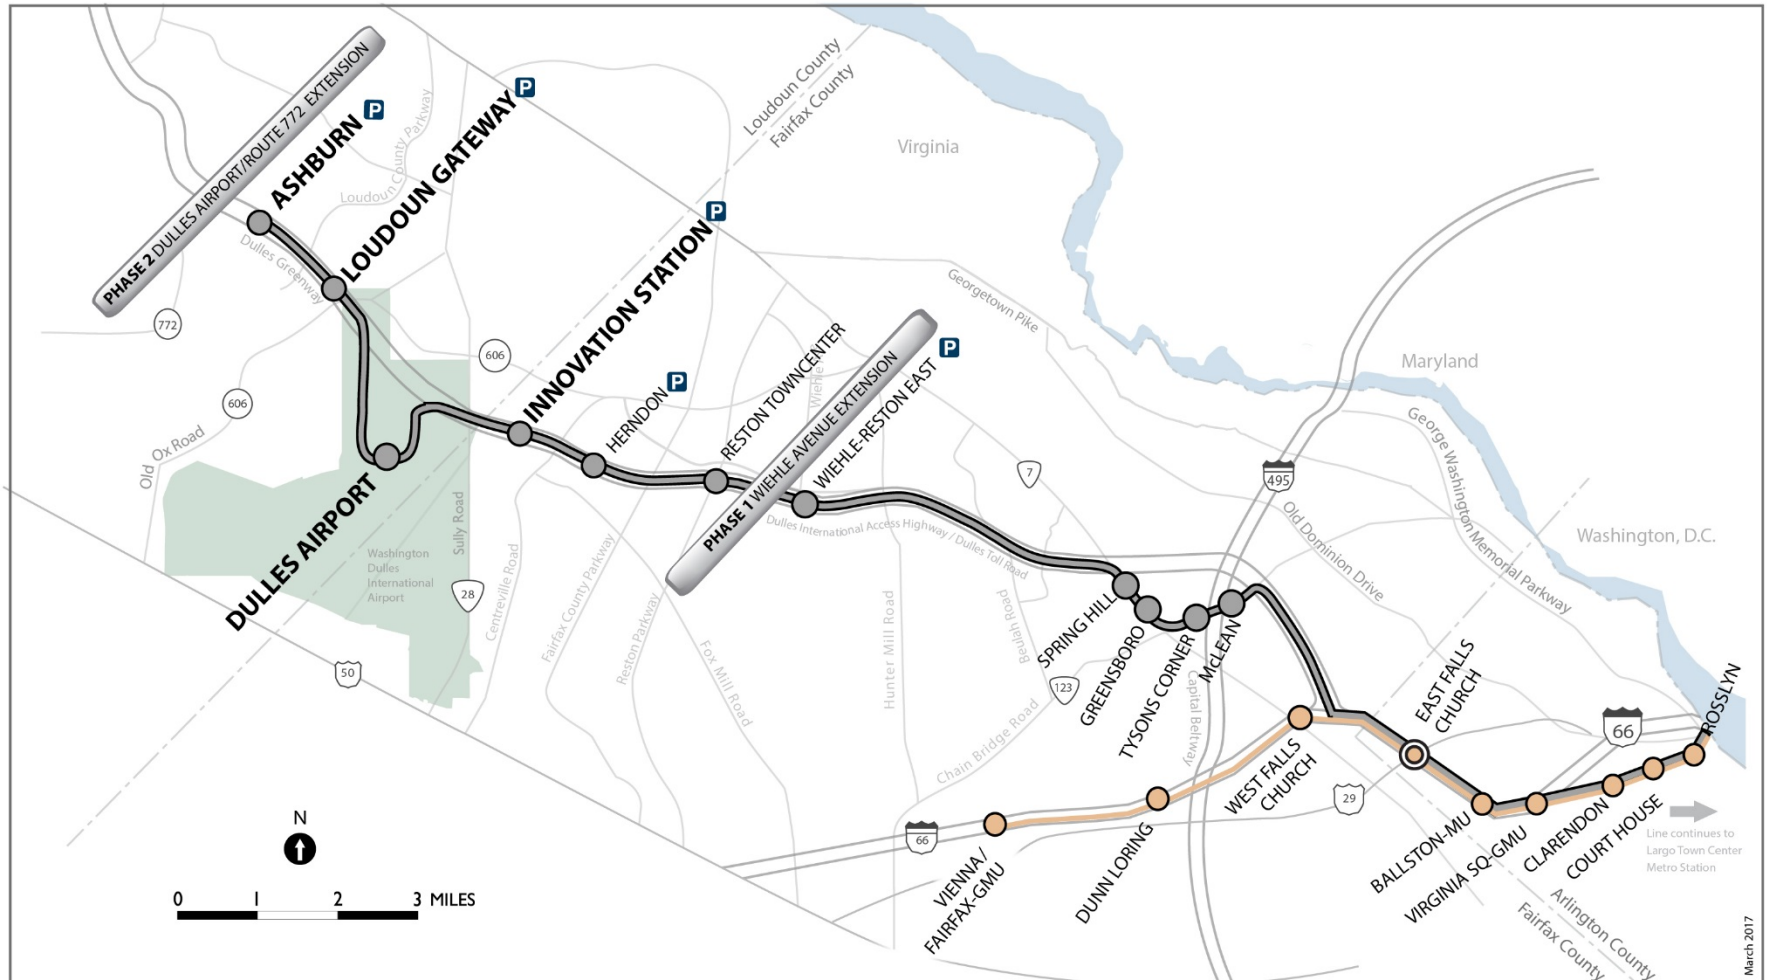 PHASE 2 DULLES AIRPORT/ROUTE 772 EXTENSION
ASHBURN
P
LOUDOUN GATEWAY
P
Loudoun County Parkway
Loudoun County
Fairfax County
Virginia
INNOVATION STATION
P
Dulles Greenway
772
606
606
Old Ox Road
HERNDON
P
RESTON TOWNCENTER
PHASE 1 WIEHLE AVENUE EXTENSION
WIEHLE-RESTON EAST
P
Georgetown Pike
Maryland
George Washington Memorial Parkway
Washington, D.C.
7
495
Old Dominion Drive
DULLES AIRPORT
Washington
Dulles
International
Airport
Sully Road
28
50
Centreville Road
Fairfax County Parkway
Reston Parkway
Fox Mill Road
Hunter Mill Road
Dulles International Access Highway / Dulles Toll Road
Beulah Road
SPRING HILL
GREENSBORO
TYSONS CORNER
McLEAN
123
Chain Bridge Road
Capital Beltway
WEST FALLS
CHURCH
EAST FALLS
CHURCH
ROSSLYN
66
29
66
VIENNA/
FAIRFAX-GMU
DUNN LORING
BALLSTON-MU
VIRGINIA SQ-GMU
CLARENDON
COURT HOUSE
Line continues to
Largo Town Center
Metro Station
Arlington County
Fairfax County
N
0 1 2 3 MILES
March 2017